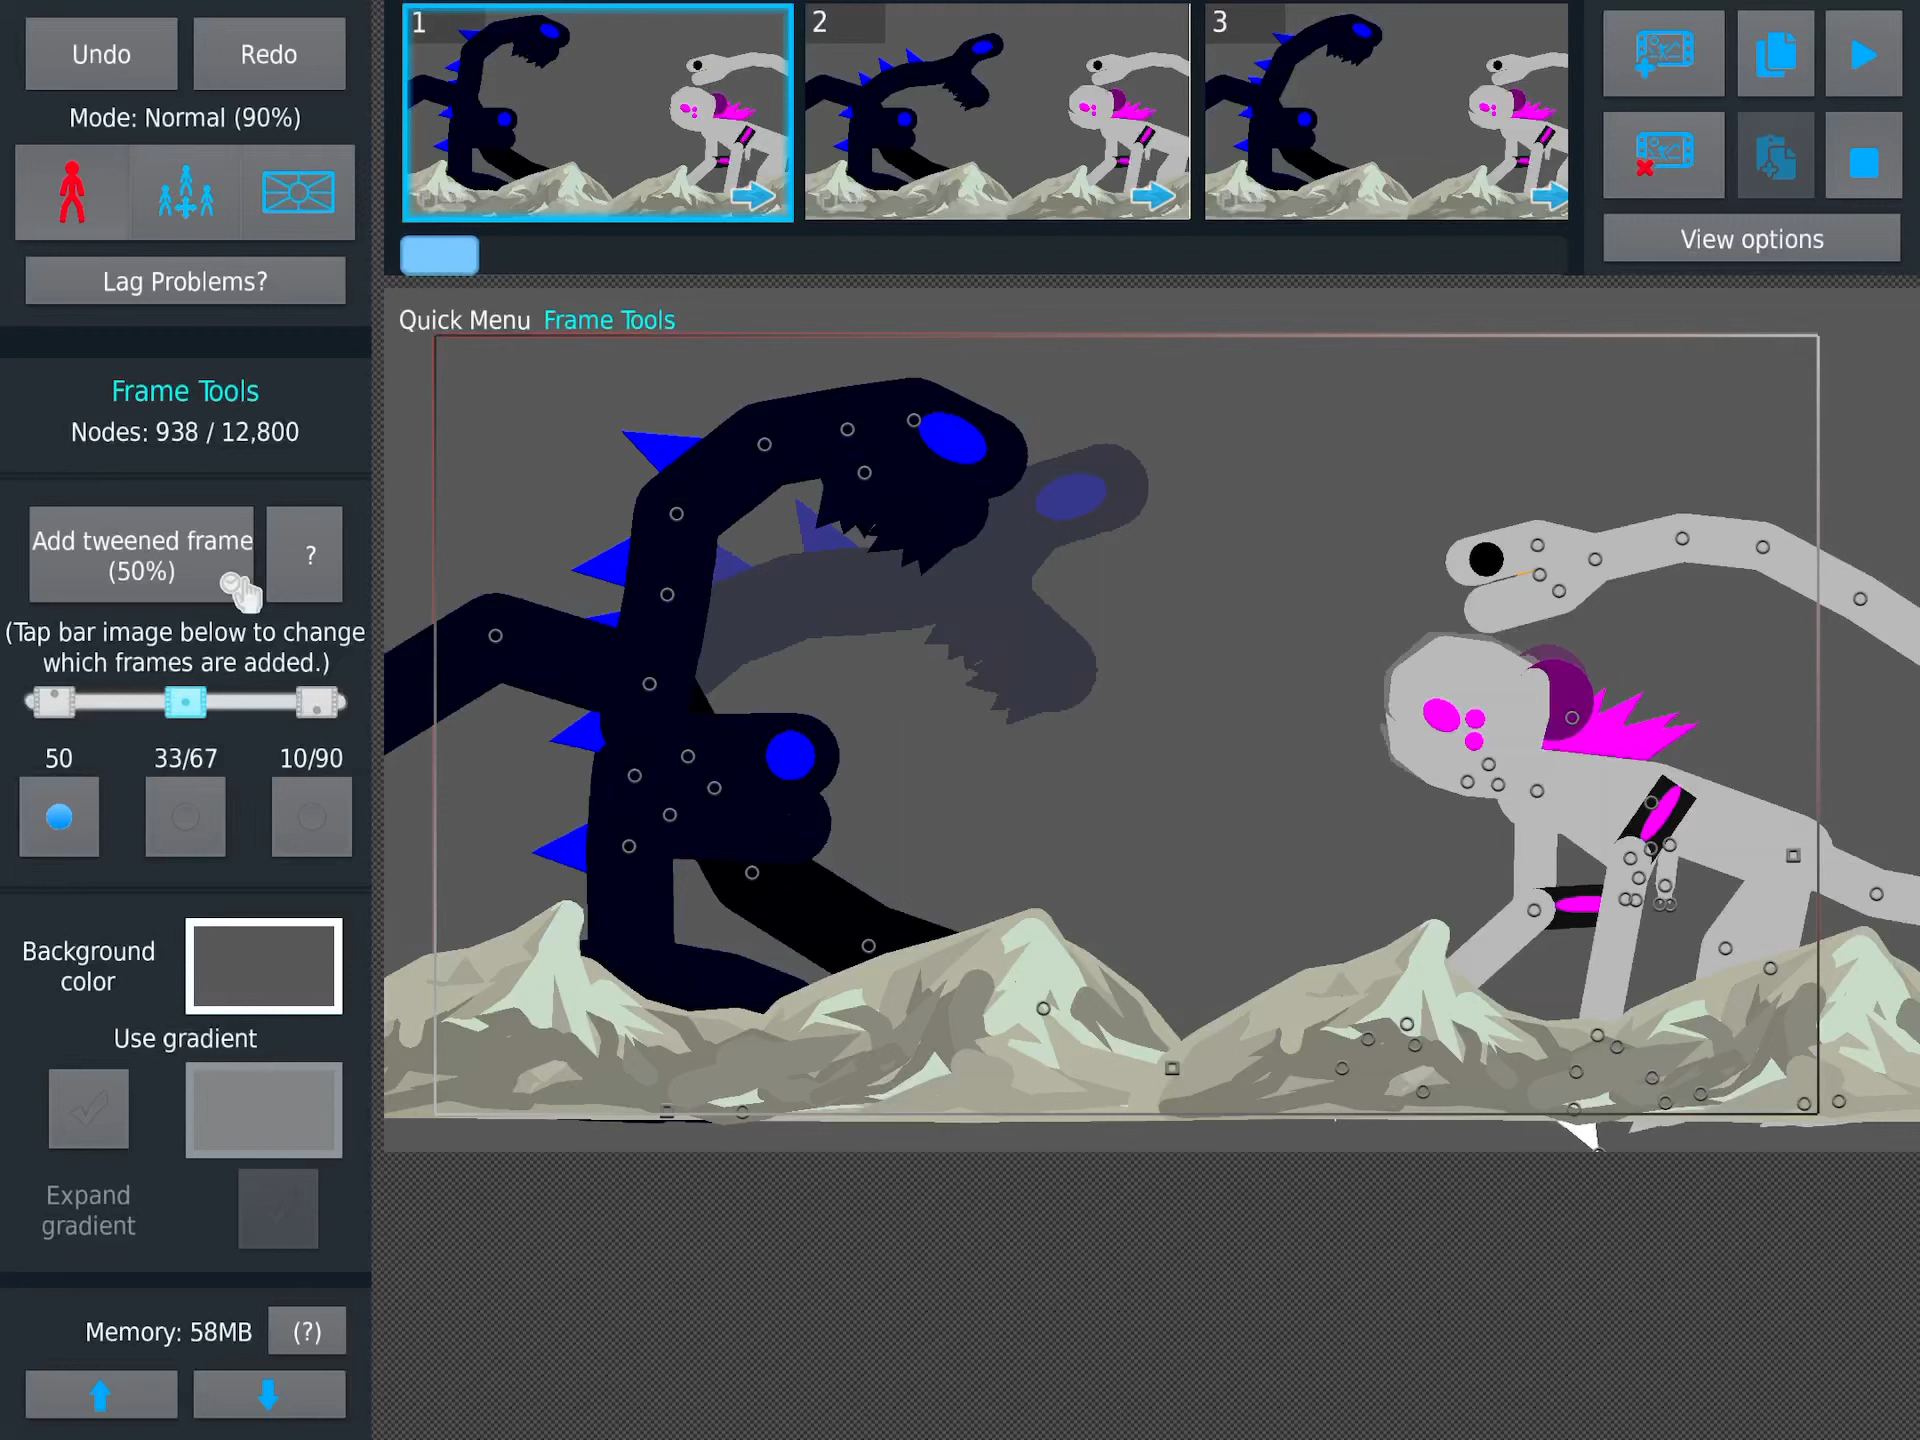 Undo
Redo
Mode: Normal (90%)
Lag Problems?
1
2
3
View options
Quick Menu Frame Tools
Frame Tools
Nodes: 938 / 12,800
Add tweened frame
(50%)
?
(Tap bar image below to change
which frames are added.)
50
33/67
10/90
Background
color
Use gradient
Expand
gradient
Memory: 58MB
(?)